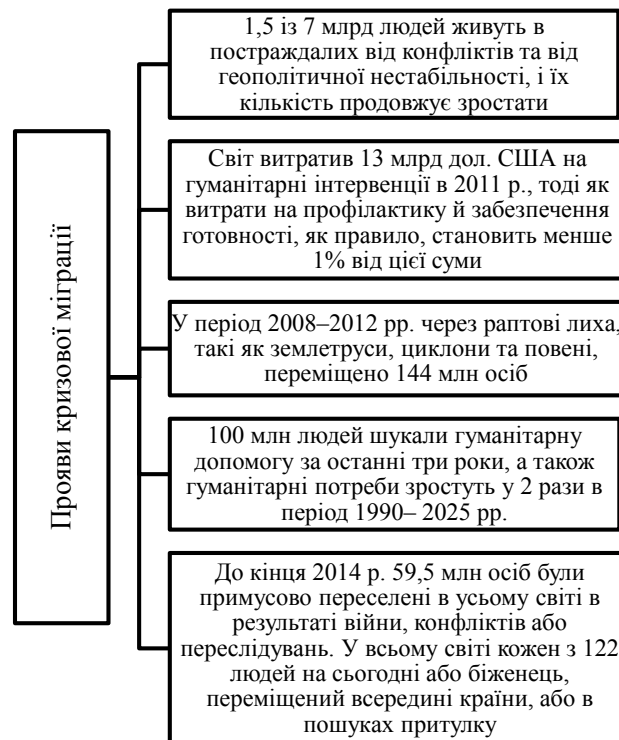 Прояви кризової міграції
1,5 із 7 млрд людей живуть в
постраждалих від конфліктів та від
геополітичної нестабільності, і їх
кількість продовжує зростати
Світ витратив 13 млрд дол. США на
гуманітарні інтервенції в 2011 р., тоді як
витрати на профілактику й забезпечення
готовності, як правило, становить менше
1% від цієї суми
У період 2008–2012 рр. через раптові лиха,
такі як землетруси, циклони та повені,
переміщено 144 млн осіб
100 млн людей шукали гуманітарну
допомогу за останні три роки, а також
гуманітарні потреби зростуть у 2 рази в
період 1990– 2025 рр.
До кінця 2014 р. 59,5 млн осіб були
примусово переселені в усьому світі в
результаті війни, конфліктів або
переслідувань. У всьому світі кожен з 122
людей на сьогодні або біженець,
переміщений всередині країни, або в
пошуках притулку